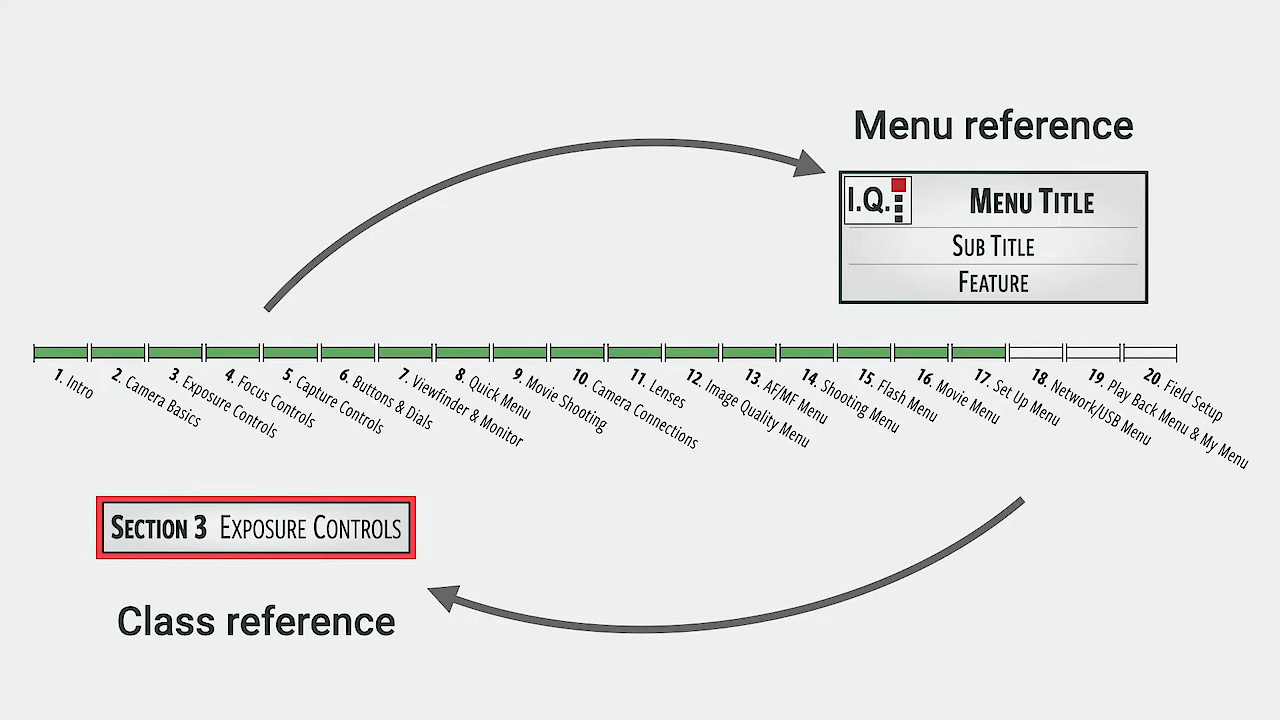 Menu reference
I.Q.
MENU TITLE
SUB TITLE
FEATURE
1. Intro
2. Camera Basics
3. Exposure Controls
4. Focus Controls
5. Capture Controls
6. Buttons & Dials
7. Viewfinder & Monitor
8. Quick Menu
9. Movie Shooting
10. Camera Connections
11. Lenses
12. Image Quality Menu
13. AF/MF Menu
14. Shooting Menu
15. Flash Menu
16. Movie Menu
17. Set Up Menu
18. Network/USB Menu
19. Play Back Menu & My Menu
20. Field Setup
SECTION 3 EXPOSURE CONTROLS
Class reference